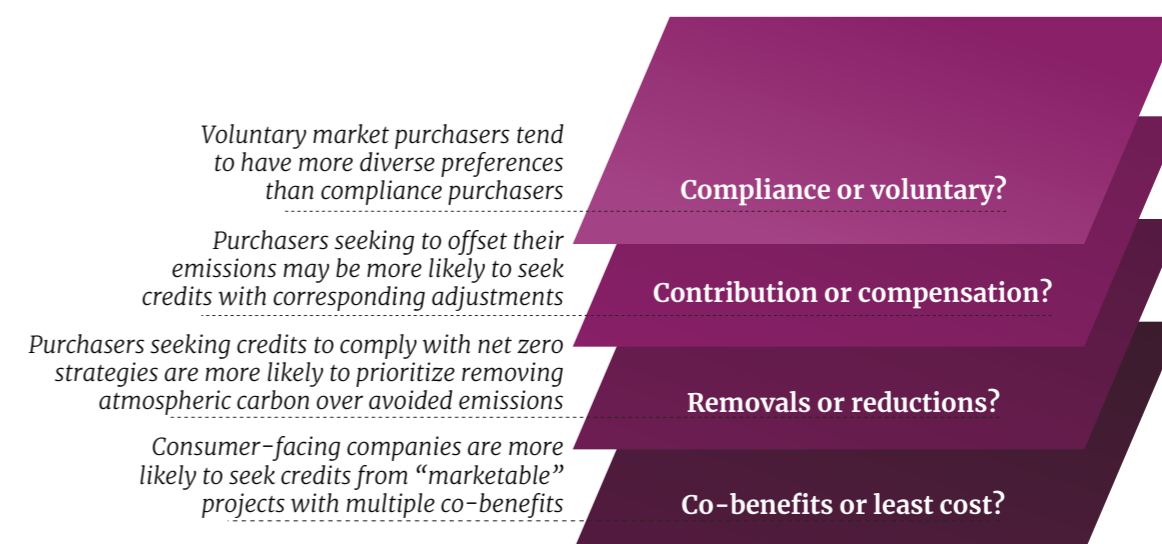 Voluntary market purchasers tend
to have more diverse preferences
than compliance purchasers
Compliance or voluntary?
Purchasers seeking to offset their
emissions may be more likely to seek
credits with corresponding adjustments
Contribution or compensation?
Purchasers seeking credits to comply with net zero
strategies are more likely to prioritize removing
atmospheric carbon over avoided emissions
Removals or reductions?
Consumer-facing companies are more
likely to seek credits from “marketable”
projects with multiple co-benefits
Co-benefits or least cost?